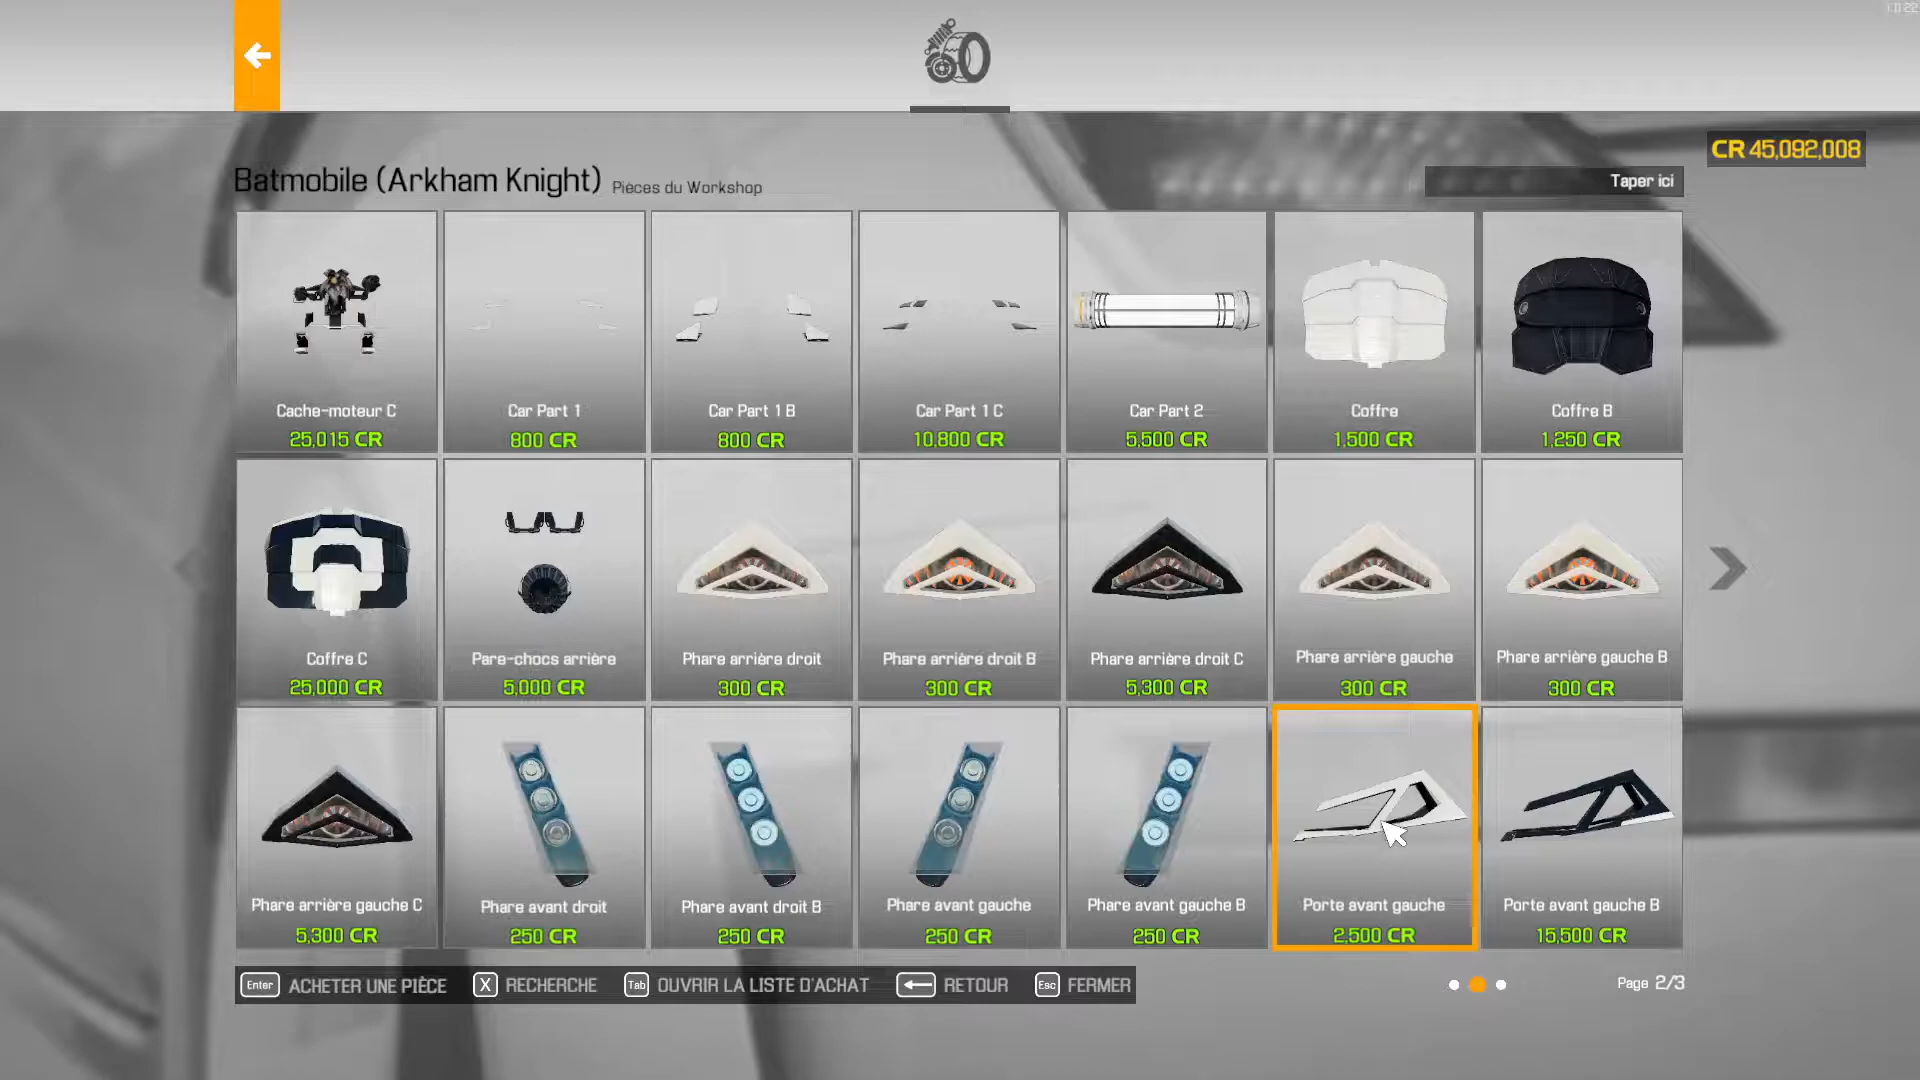 CR 45,092,008
Batmobile (Arkham Knight) Pièces du Workshop
Taper ici
Cache-moteur C
25,015 CR
Car Part 1
800 CR
Car Part 1 B
800 CR
Car Part 1 C
10,800 CR
Car Part 2
5,500 CR
Coffre
1,500 CR
Coffre B
1,250 CR
Coffre C
25,000 CR
Pare-chocs arrière
5,000 CR
Phare arrière droit
300 CR
Phare arrière droit B
300 CR
Phare arrière droit C
5,300 CR
Phare arrière gauche
300 CR
Phare arrière gauche B
300 CR
Phare arrière gauche C
5,300 CR
Phare avant droit
250 CR
Phare avant droit B
250 CR
Phare avant gauche
250 CR
Phare avant gauche B
250 CR
Porte avant gauche
2,500 CR
Porte avant gauche B
15,500 CR
Enter ACHETER UNE PIÈCE X RECHERCHE Tab OUVRIR LA LISTE D'ACHAT RETOUR Esc FERMER
Page 2/3